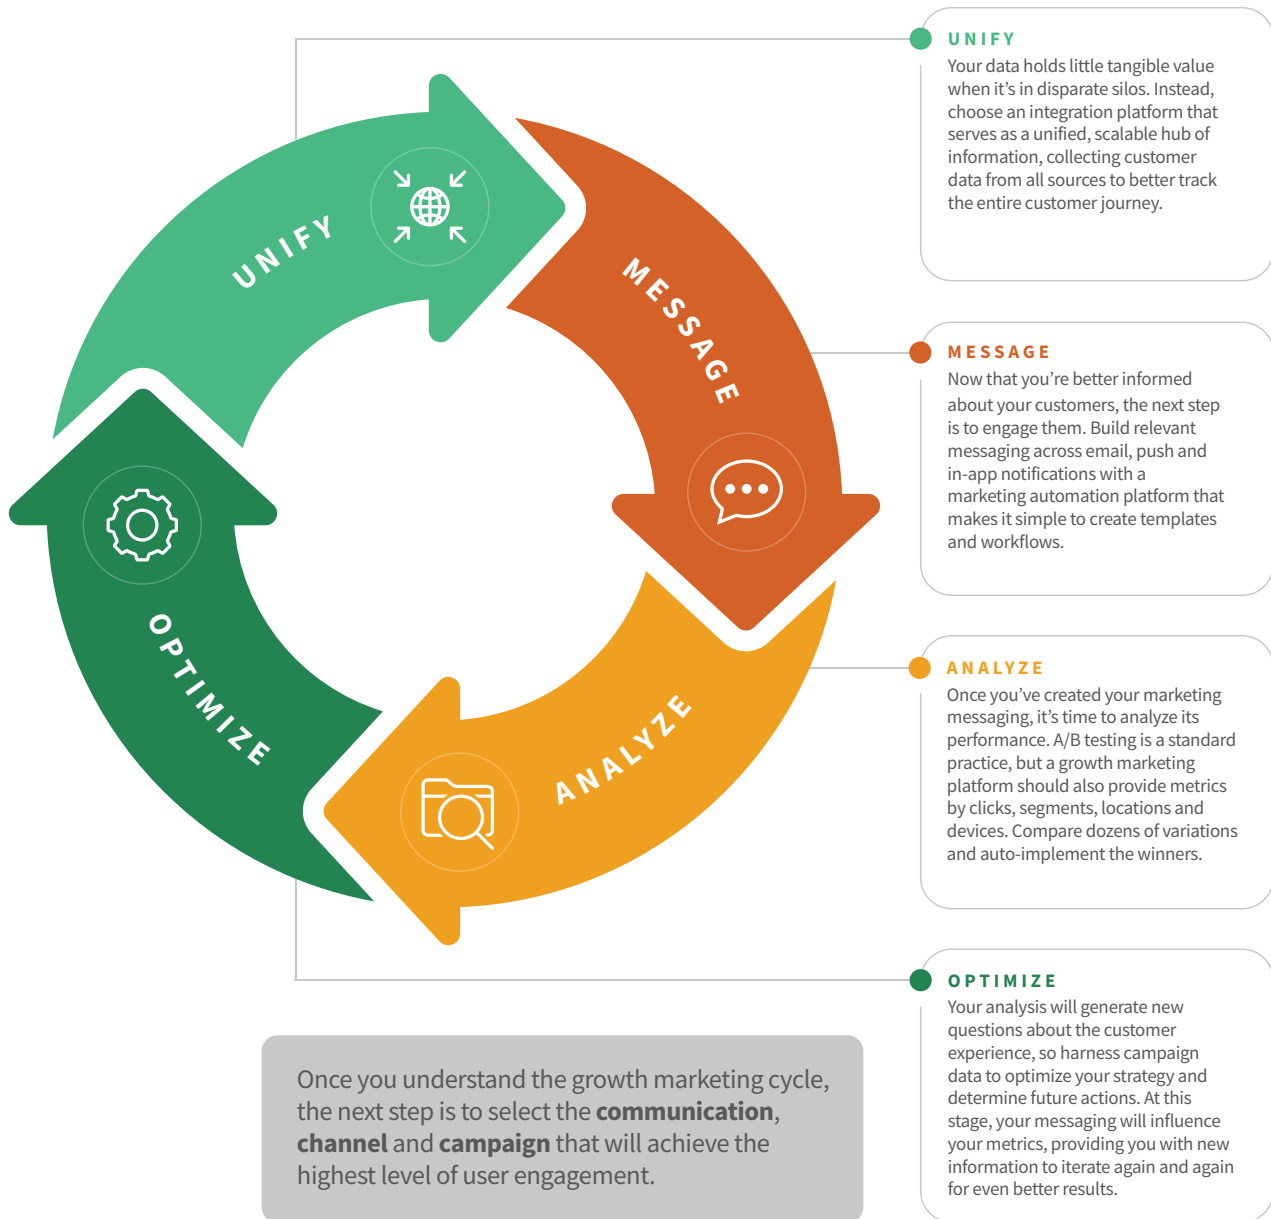 UNIFY
MESSAGE
ANALYZE
OPTIMIZE
UNIFY
Your data holds little tangible value
when it’s in disparate silos. Instead,
choose an integration platform that
serves as a unified, scalable hub of
information, collecting customer
data from all sources to better track
the entire customer journey.
MESSAGE
Now that you’re better informed
about your customers, the next step
is to engage them. Build relevant
messaging across email, push and
in-app notifications with a
marketing automation platform that
makes it simple to create templates
and workflows.
ANALYZE
Once you’ve created your marketing
messaging, it’s time to analyze its
performance. A/B testing is a standard
practice, but a growth marketing
platform should also provide metrics
by clicks, segments, locations and
devices. Compare dozens of variations
and auto-implement the winners.
OPTIMIZE
Your analysis will generate new
questions about the customer
experience, so harness campaign
data to optimize your strategy and
determine future actions. At this
stage, your messaging will influence
your metrics, providing you with new
information to iterate again and again
for even better results.
Once you understand the growth marketing cycle,
the next step is to select the communication,
channel and campaign that will achieve the
highest level of user engagement.